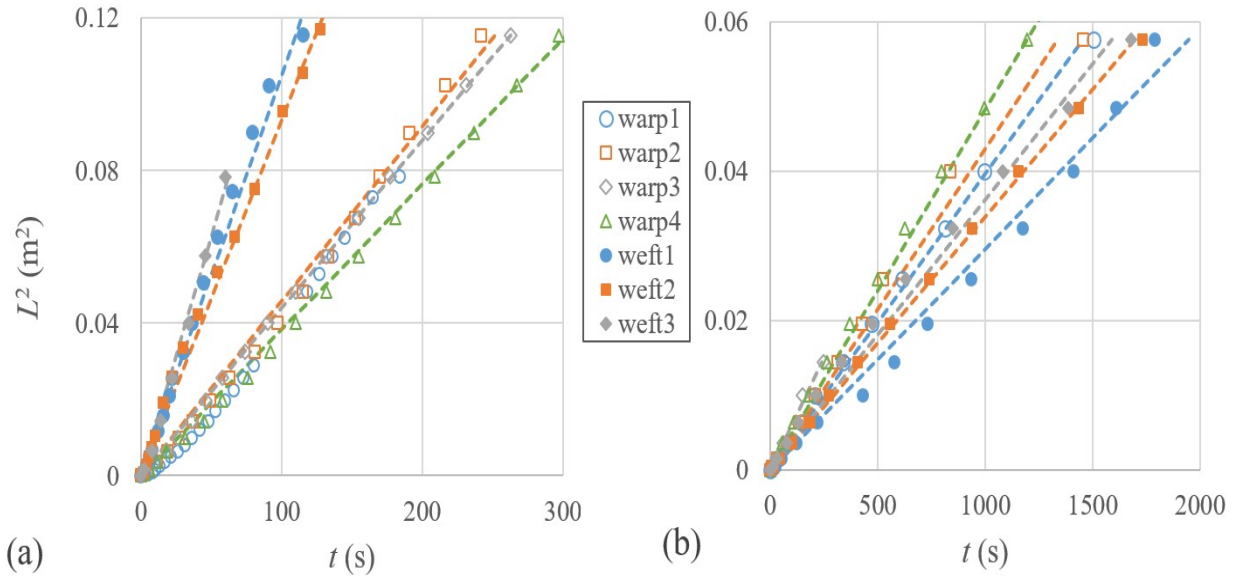 0.12
0.08
0.04
0
0 100 200 300
L² (m²)
t (s)
(a)
warp1
warp2
warp3
warp4
weft1
weft2
weft3
0.06
0.04
0.02
0
0 500 1000 1500 2000
t (s)
(b)